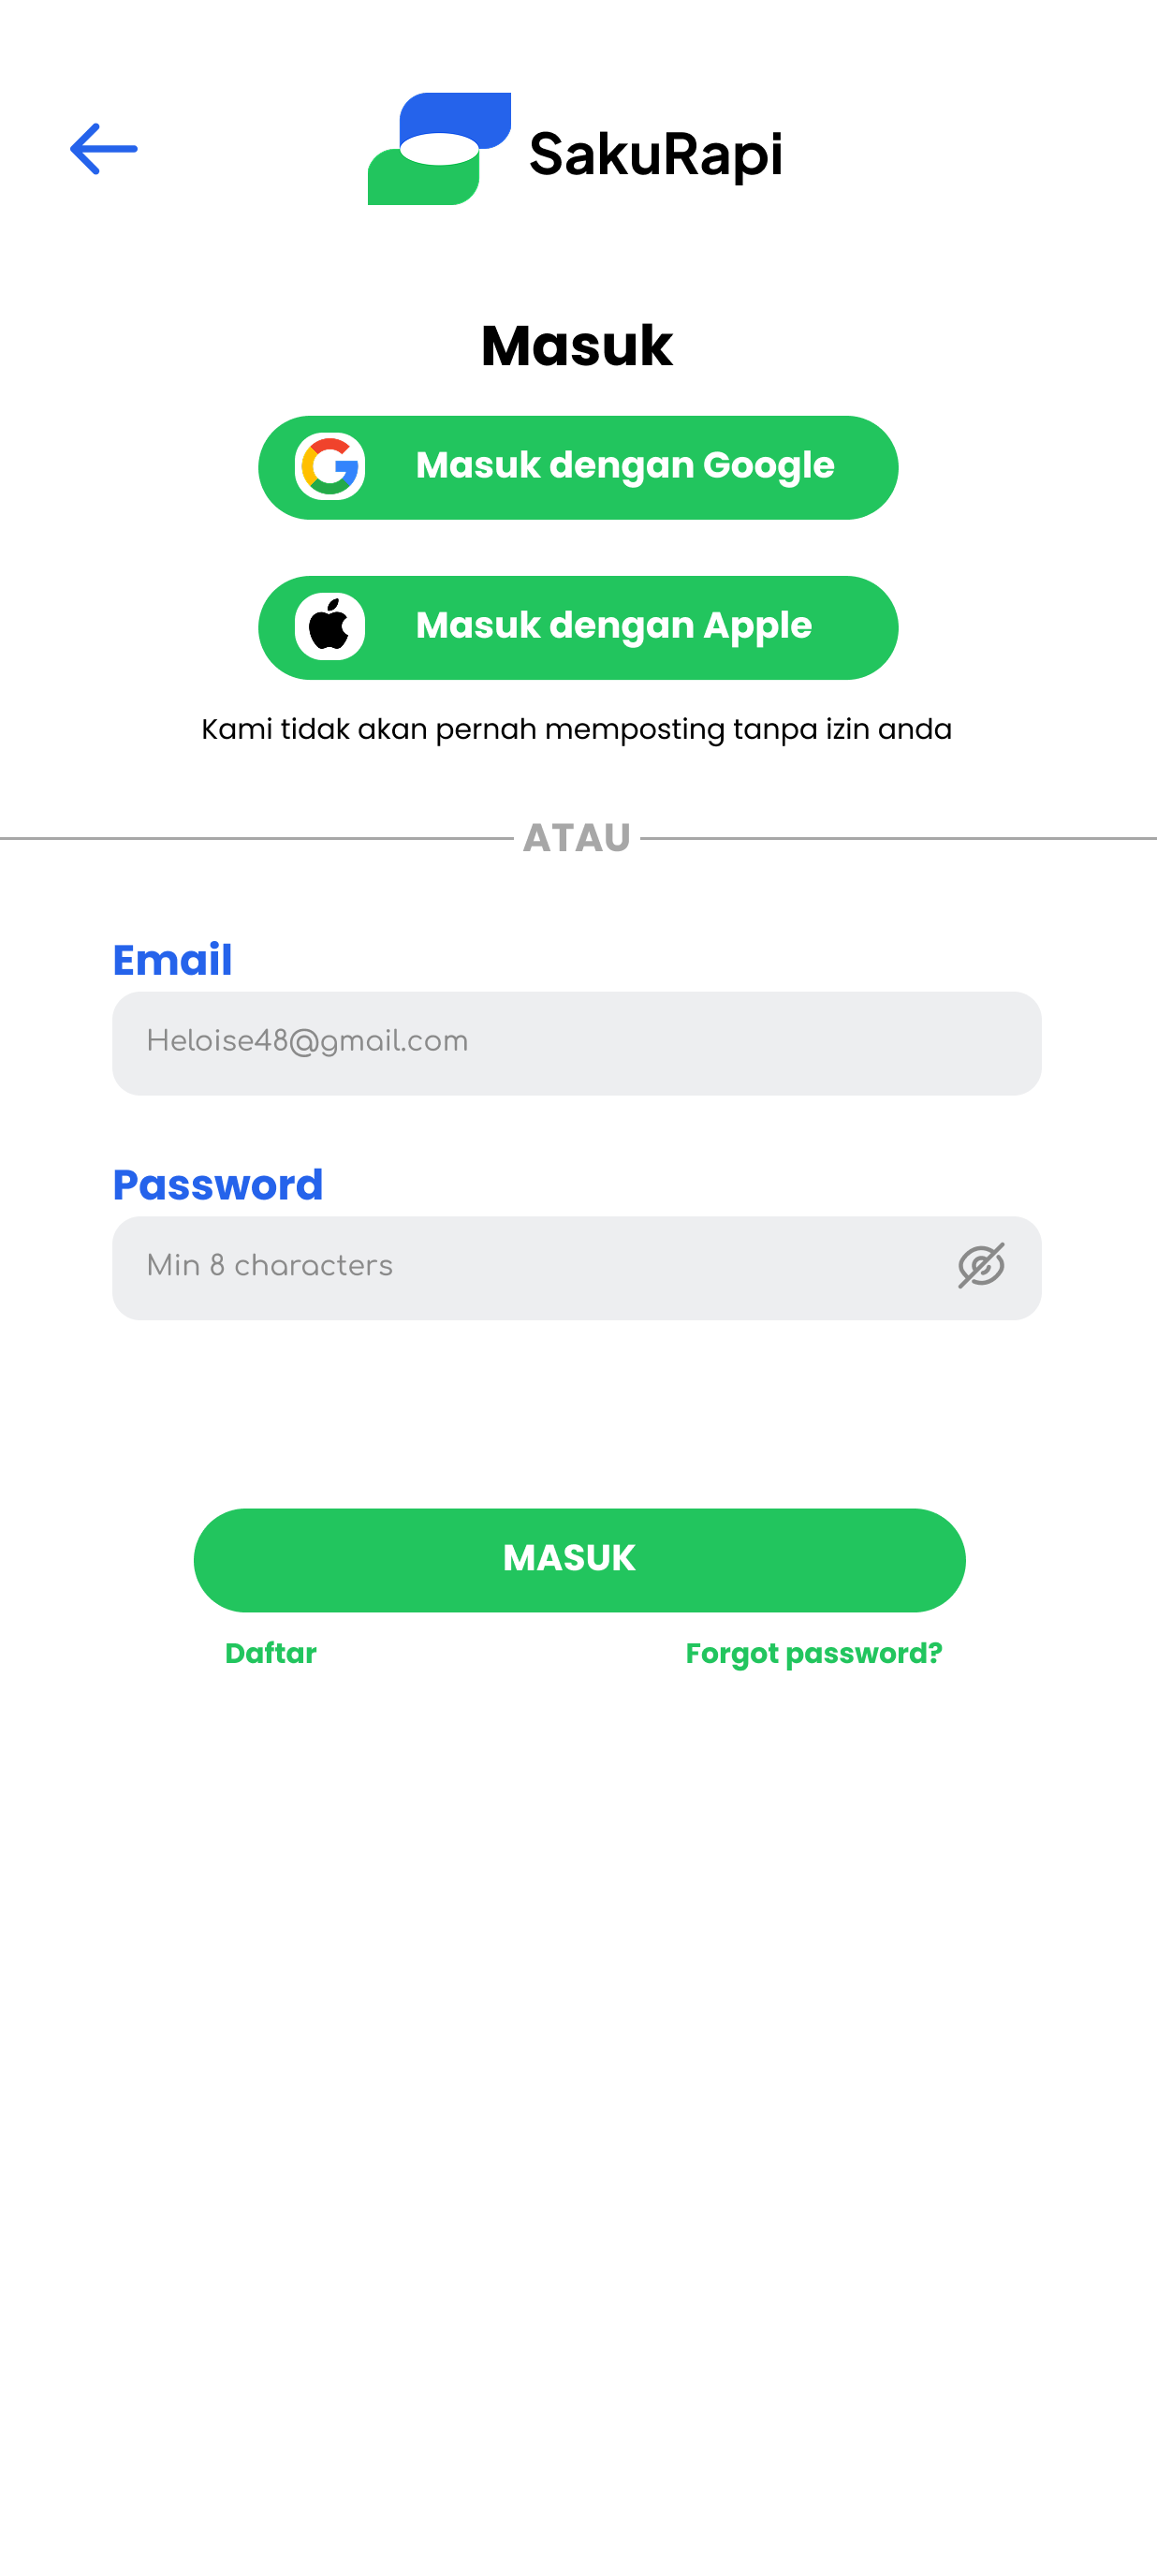 SakuRapi
Masuk
Masuk dengan Google
Masuk dengan Apple
Kami tidak akan pernah memposting tanpa izin anda
ATAU
Email
Heloise48@gmail.com
Password
Min 8 characters
MASUK
Daftar
Forgot password?